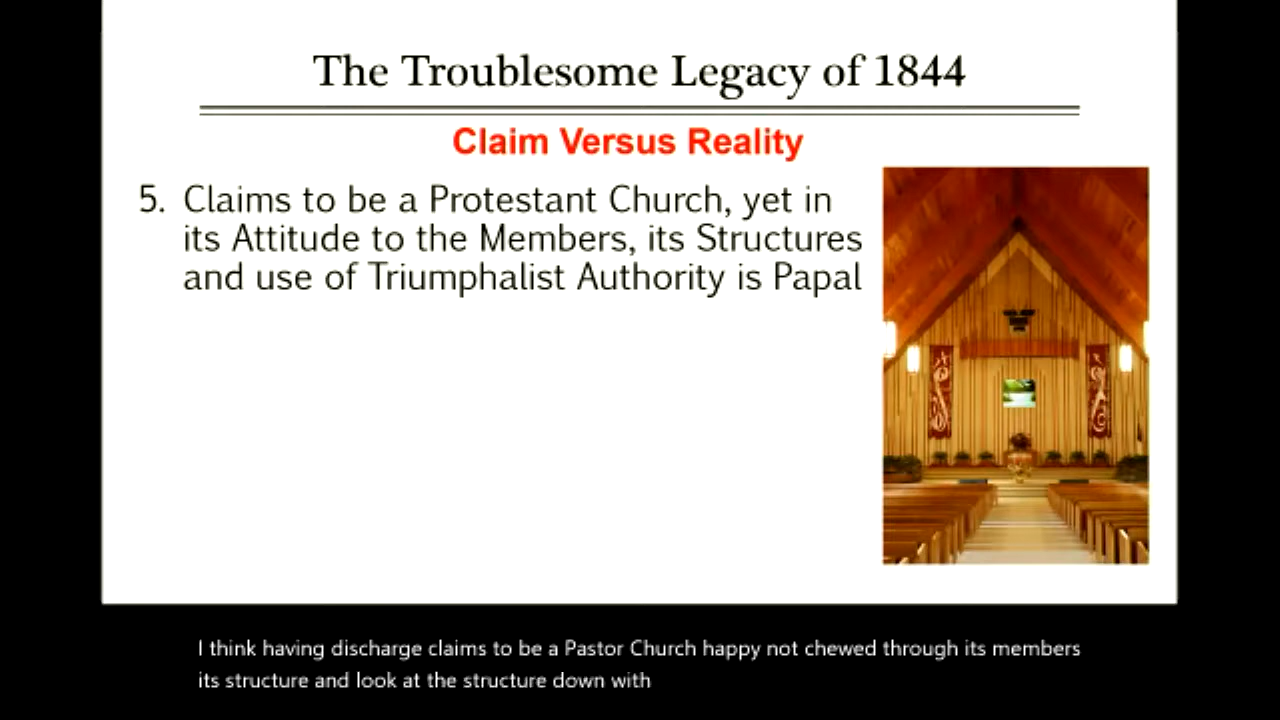 The Troublesome Legacy of 1844
Claim Versus Reality
5. Claims to be a Protestant Church, yet in
its Attitude to the Members, its Structures
and use of Triumphalist Authority is Papal
I think having discharge claims to be a Pastor Church happy not chewed through its members
its structure and look at the structure down with